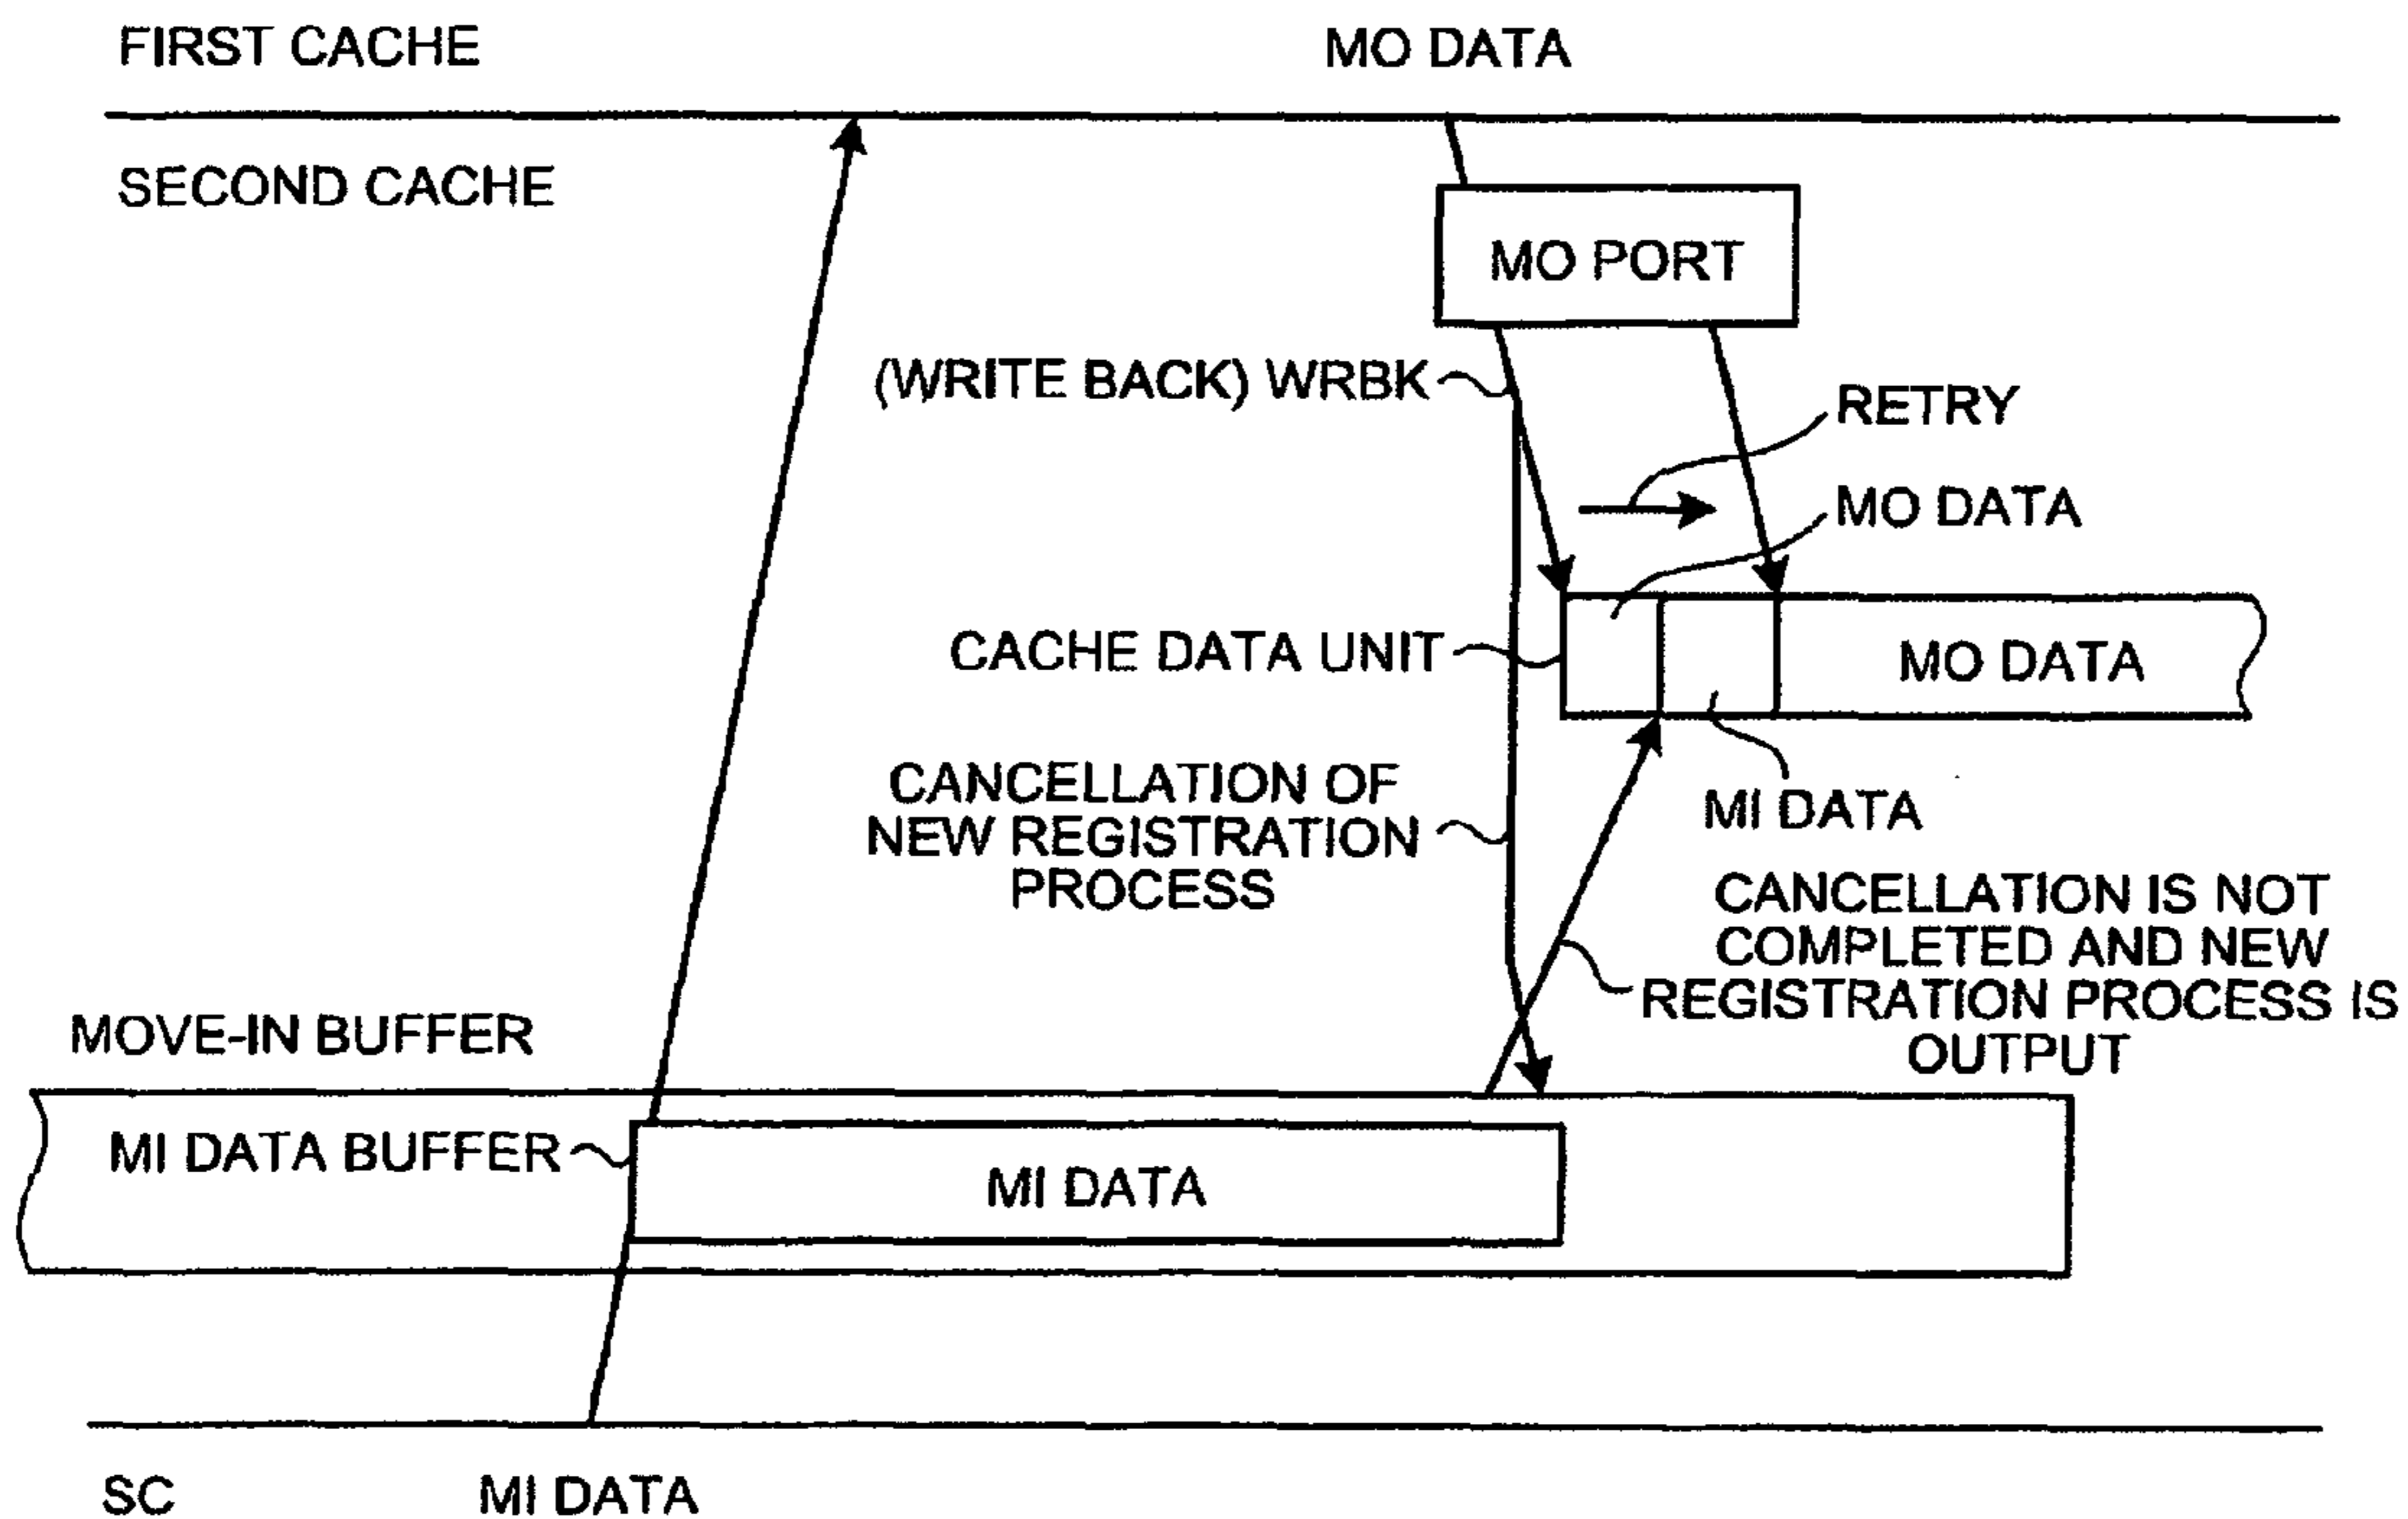 FIRST CACHE
MO DATA
SECOND CACHE
MO PORT
(WRITE BACK) WRBK
RETRY
MO DATA
CACHE DATA UNIT
MO DATA
CANCELLATION OF
NEW REGISTRATION
PROCESS
MI DATA
CANCELLATION IS NOT
COMPLETED AND NEW
REGISTRATION PROCESS IS
OUTPUT
MOVE-IN BUFFER
MI DATA BUFFER
MI DATA
SC
MI DATA